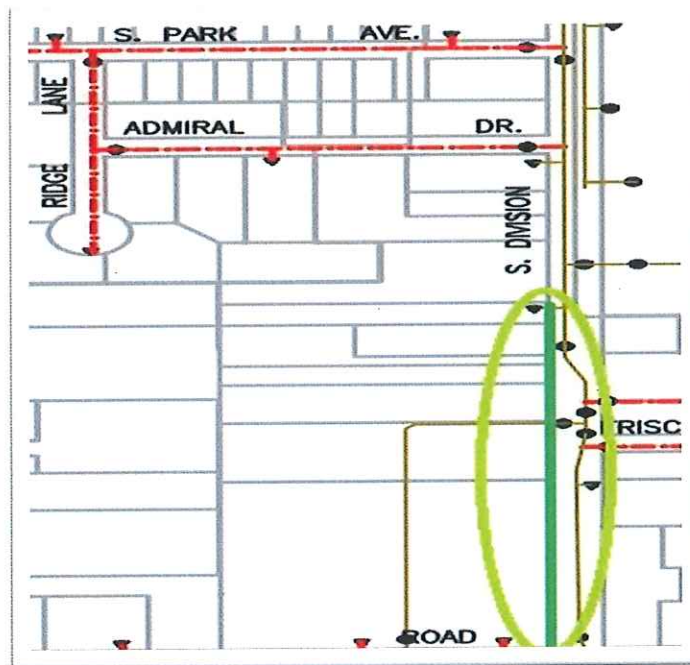 S. PARK AVE.
RIDGE LANE
ADMIRAL DR.
S. DIVISION
FRISC
ROAD